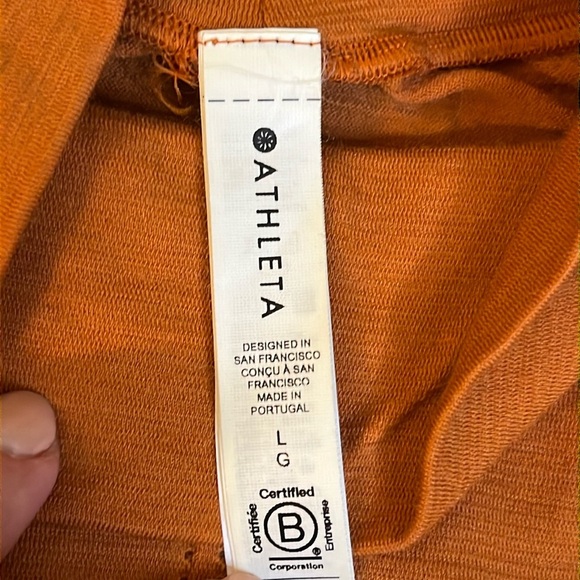 ATHLETA
DESIGNED IN
SAN FRANCISCO
CONÇU À SAN
FRANCISCO
MADE IN
PORTUGAL
L
G
Certified
Certifiée
B
®
Entreprise
Corporation